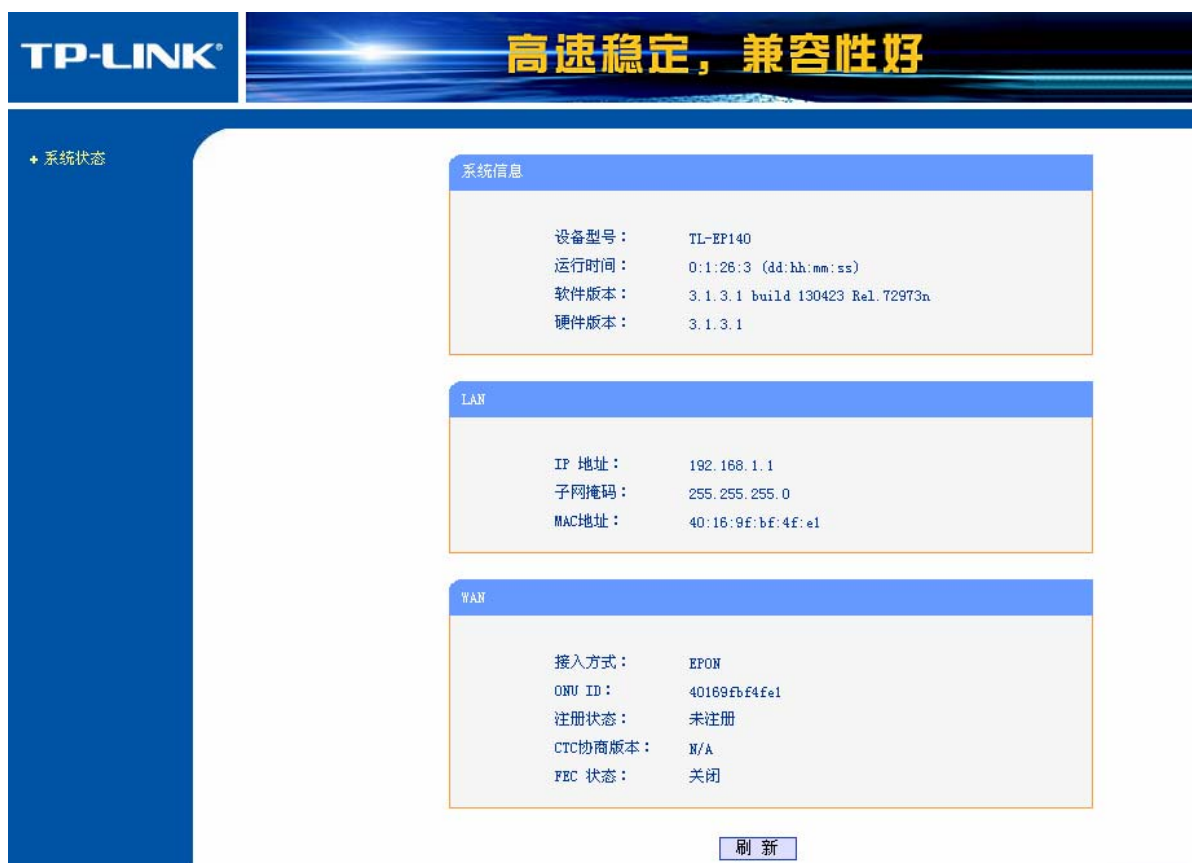 TP-LINK®
高速稳定，兼容性好
+ 系统状态
系统信息
设备型号： TL-EP140
运行时间： 0:1:26:3 (dd:hh:mm:ss)
软件版本： 3.1.3.1 build 130423 Rel.72973n
硬件版本： 3.1.3.1
LAN
IP 地址： 192.168.1.1
子网掩码： 255.255.255.0
MAC地址： 40:16:9f:bf:4f:e1
WAN
接入方式： EPON
ONU ID： 40169fbf4fe1
注册状态： 未注册
CTC协商版本： N/A
FEC 状态： 关闭
刷 新